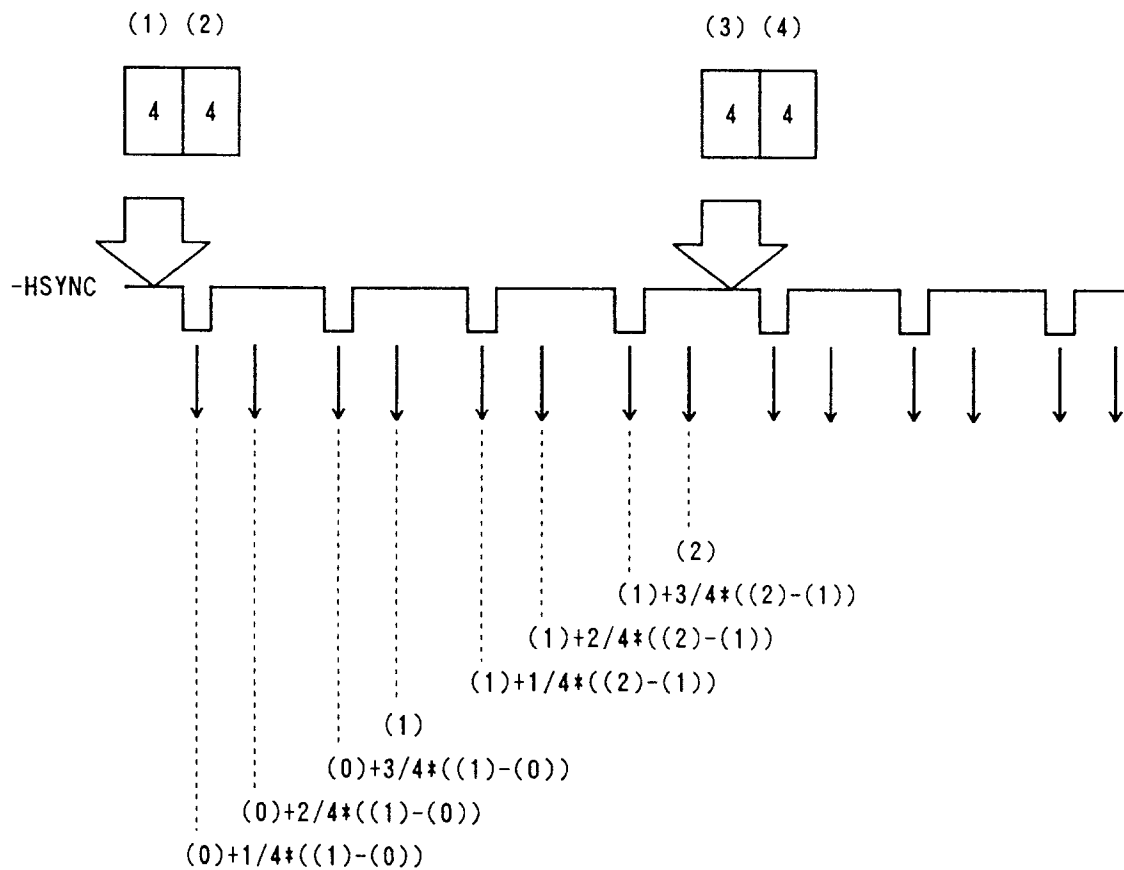 (1) (2) (3) (4)
4 4 4 4
-HSYNC
(2)
(1)+3/4*((2)-(1))
(1)+2/4*((2)-(1))
(1)+1/4*((2)-(1))
(1)
(0)+3/4*((1)-(0))
(0)+2/4*((1)-(0))
(0)+1/4*((1)-(0))